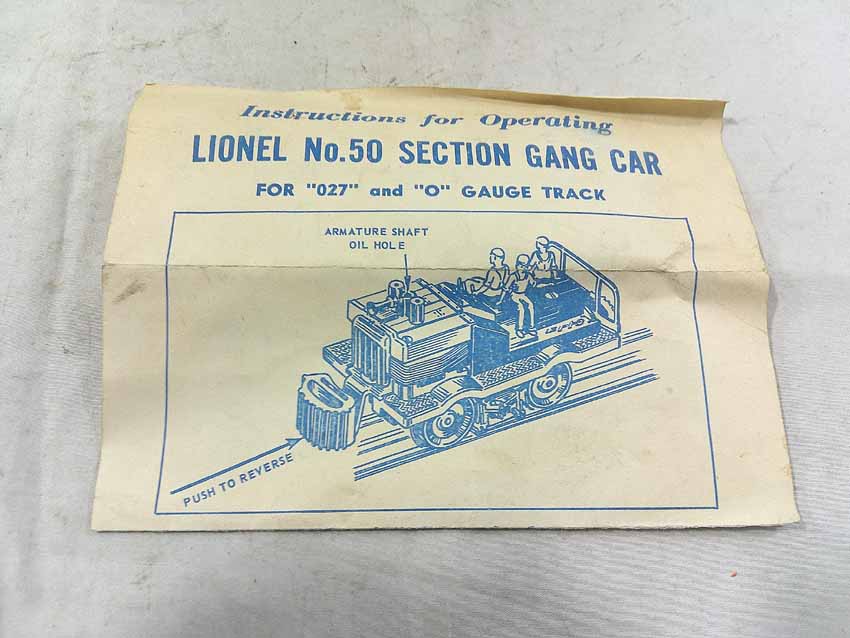 Instructions for Operating
LIONEL No.50 SECTION GANG CAR
FOR "027" and "O" GAUGE TRACK
ARMATURE SHAFT
OIL HOLE
PUSH TO REVERSE